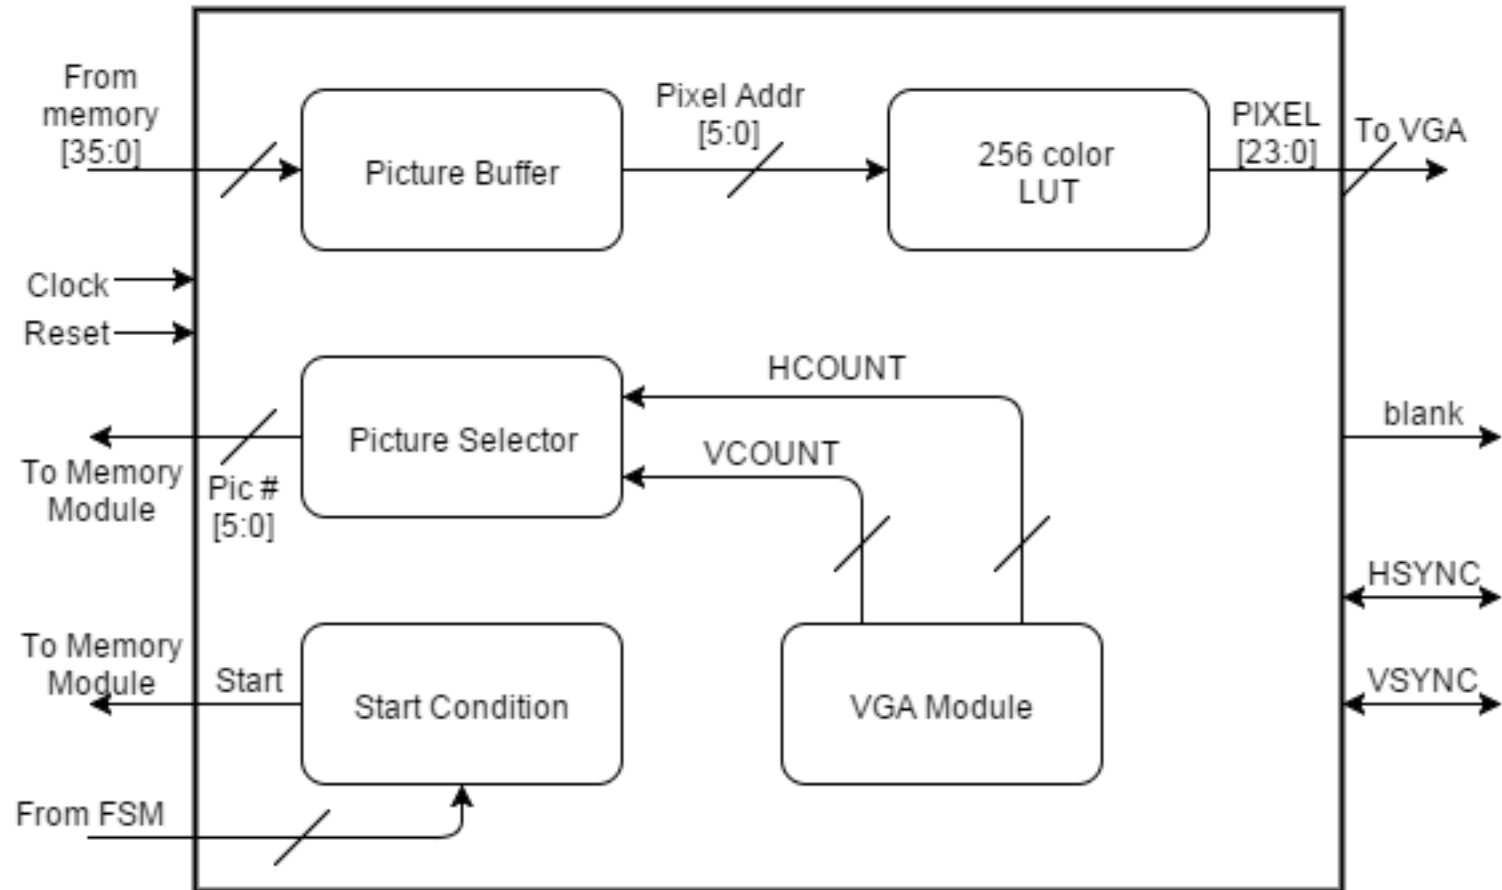 From
memory
[35:0]
Picture Buffer
Pixel Addr
[5:0]
256 color
LUT
PIXEL
[23:0]
To VGA
Clock
Reset
HCOUNT
Picture Selector
VCOUNT
blank
To Memory
Module
Pic #
[5:0]
HSYNC
To Memory
Module
Start
Start Condition
VGA Module
VSYNC
From FSM